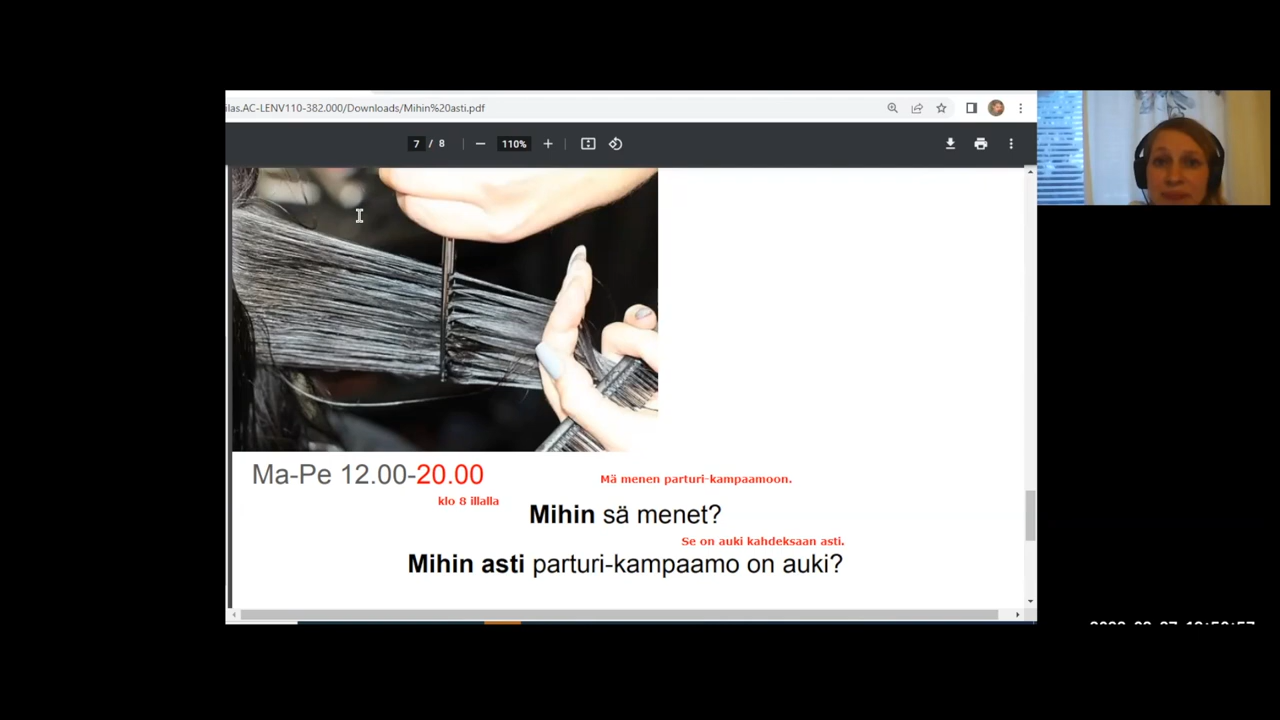 ilas.AC-LENV110-382.000/Downloads/Mihin%20asti.pdf
7 / 8
110%
Ma-Pe 12.00-20.00
klo 8 illalla
Mä menen parturi-kampaamoon.
Mihin sä menet?
Se on auki kahdeksaan asti.
Mihin asti parturi-kampaamo on auki?